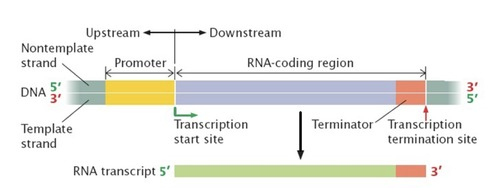 Upstream Downstream
Nontemplate
strand
Promoter
RNA-coding region
DNA 5’
3’
3’
5’
Template
strand
Transcription
start site
Terminator
Transcription
termination site
RNA transcript 5’
3’